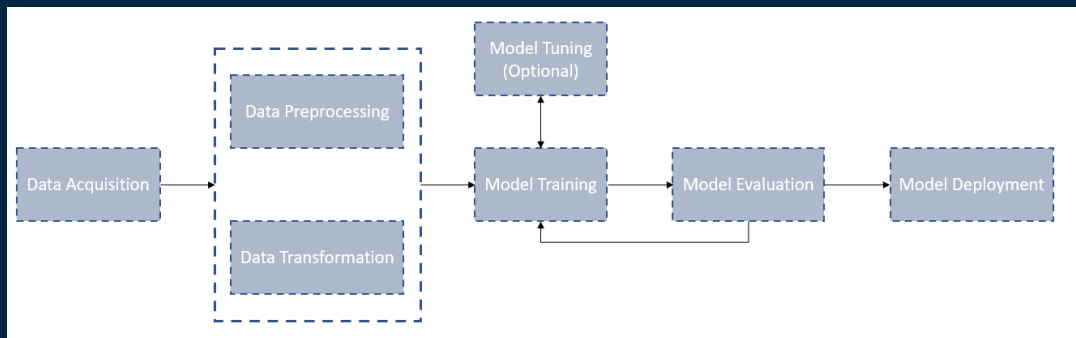 Data Acquisition
Data Preprocessing
Data Transformation
Model Tuning
(Optional)
Model Training
Model Evaluation
Model Deployment